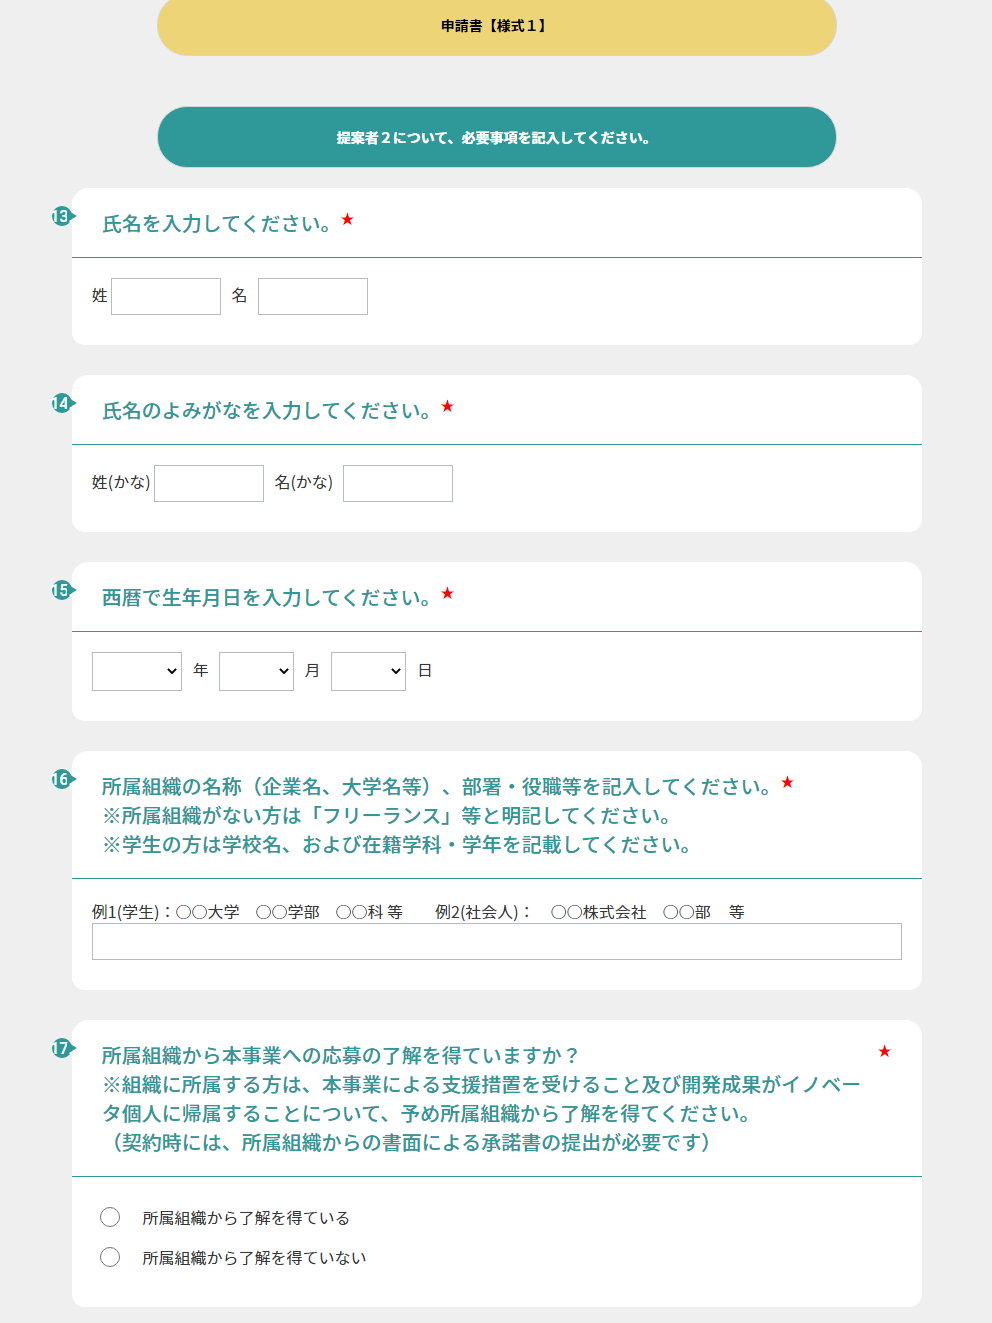 申請書【様式１】
提案者２について、必要事項を記入してください。
13
氏名を入力してください。★
姓 名
14
氏名のよみがなを入力してください。★
姓(かな) 名(かな)
15
西暦で生年月日を入力してください。★
年 月 日
16
所属組織の名称（企業名、大学名等）、部署・役職等を記入してください。★
※所属組織がない方は「フリーランス」等と明記してください。
※学生の方は学校名、および在籍学科・学年を記載してください。
例1(学生)：〇〇大学　〇〇学部　〇〇科 等　　例2(社会人)：　〇〇株式会社　〇〇部　等
17
所属組織から本事業への応募の了解を得ていますか？ ★
※組織に所属する方は、本事業による支援措置を受けること及び開発成果がイノベー
タ個人に帰属することについて、予め所属組織から了解を得てください。
（契約時には、所属組織からの書面による承諾書の提出が必要です）
所属組織から了解を得ている
所属組織から了解を得ていない